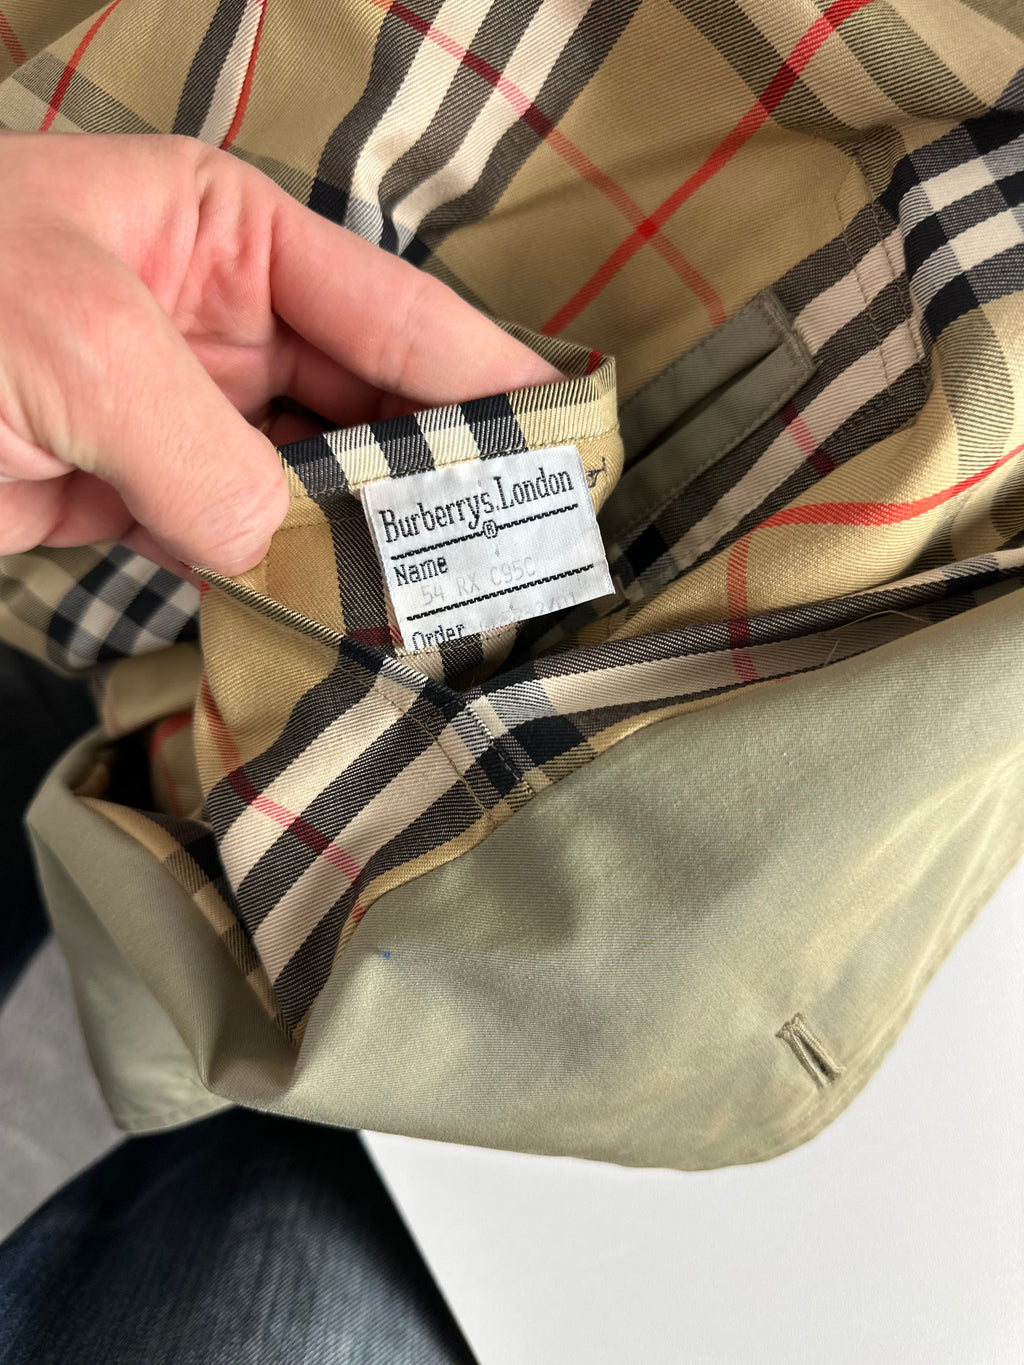 Burberrys. London
®
Name
54 RX C95C
Order